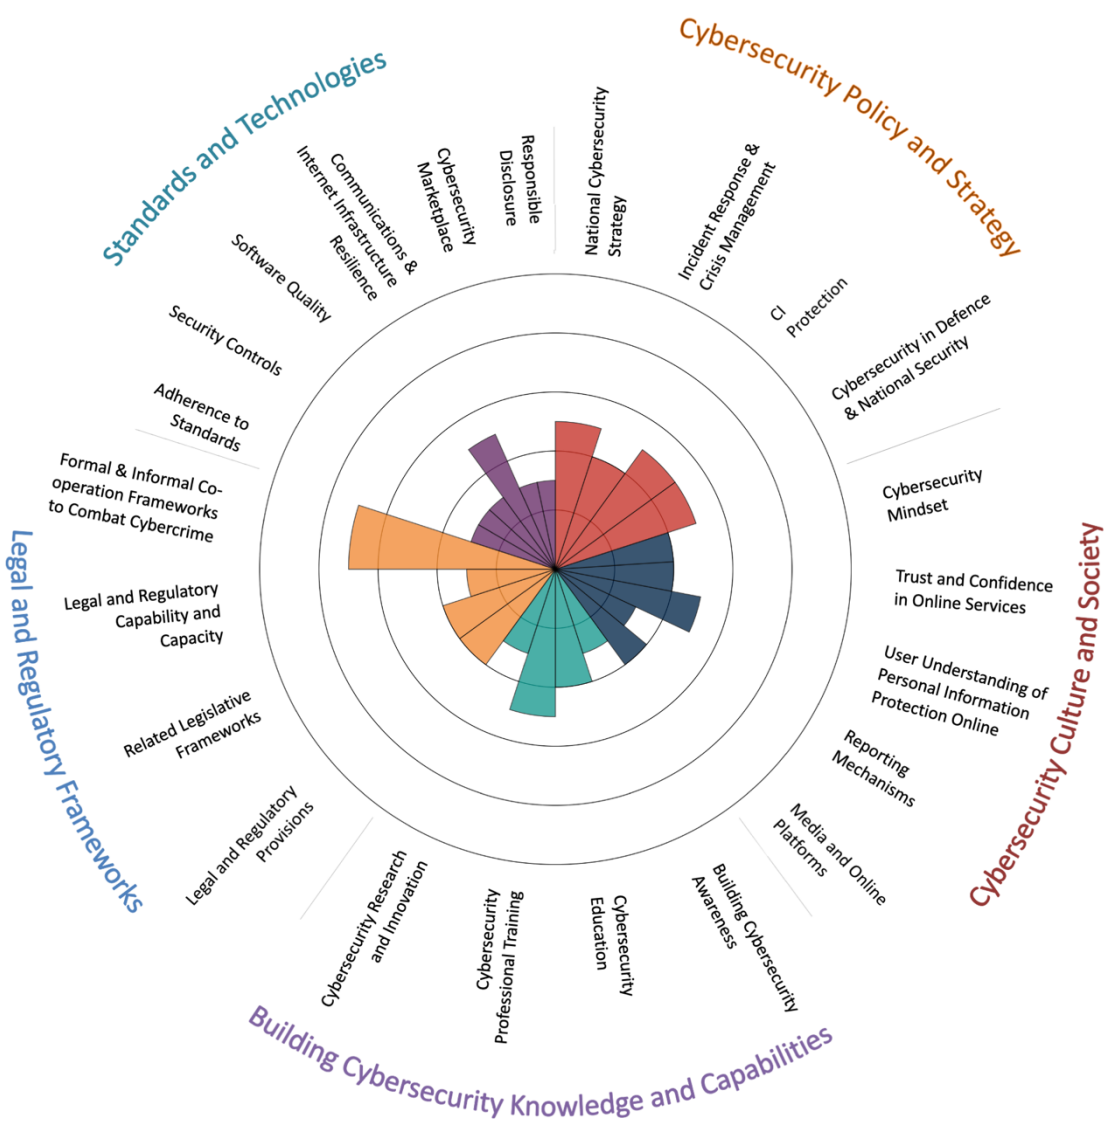 Cybersecurity Policy and Strategy
National Cybersecurity
Strategy
Incident Response &
Crisis Management
CI
Protection
Cybersecurity in Defence
& National Security
Cybersecurity Culture and Society
Cybersecurity
Mindset
Trust and Confidence
in Online Services
User Understanding of
Personal Information
Protection Online
Reporting
Mechanisms
Media and Online
Platforms
Building Cybersecurity Knowledge and Capabilities
Building Cybersecurity
Awareness
Cybersecurity
Education
Cybersecurity
Professional Training
Cybersecurity Research
and Innovation
Legal and Regulatory Frameworks
Legal and Regulatory
Provisions
Related Legislative
Frameworks
Legal and Regulatory
Capability and
Capacity
Formal & Informal Co-
operation Frameworks
to Combat Cybercrime
Standards and Technologies
Adherence to
Standards
Security Controls
Software Quality
Communications &
Internet Infrastructure
Resilience
Cybersecurity
Marketplace
Responsible
Disclosure